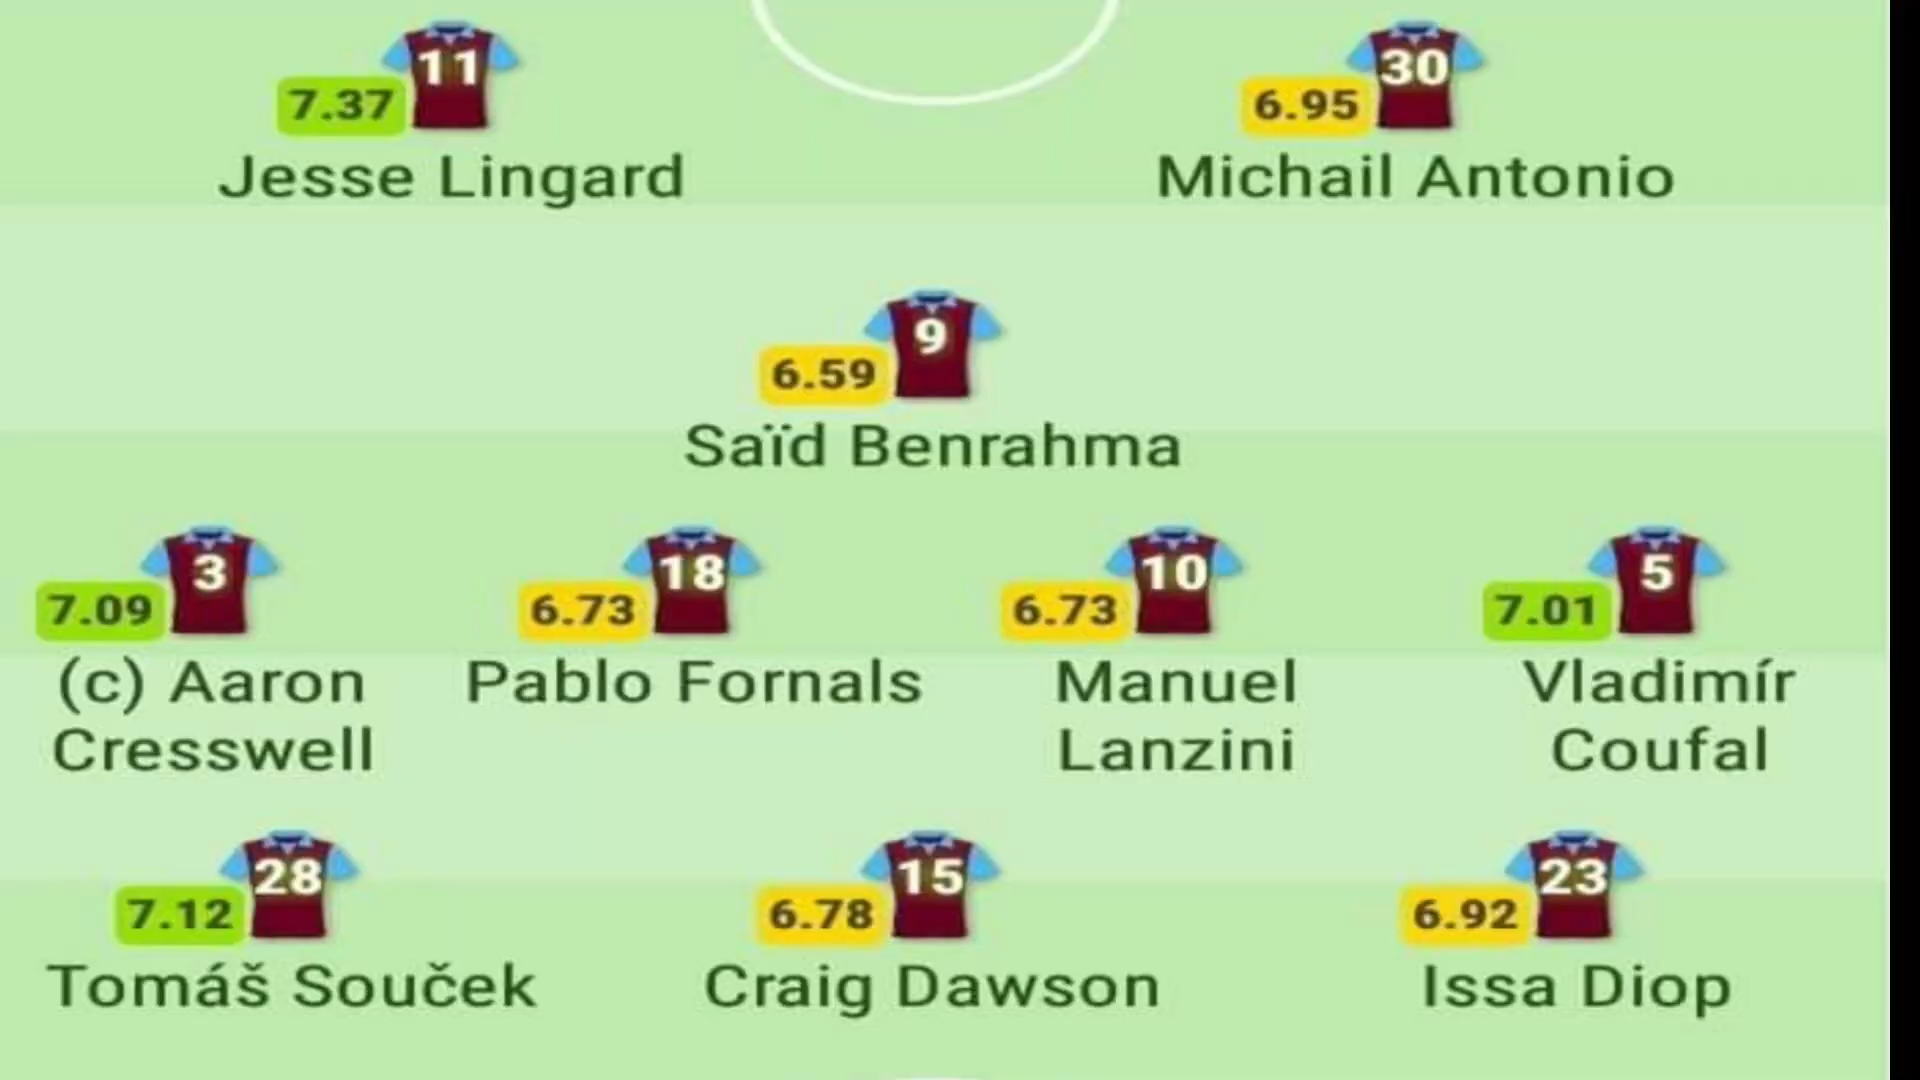 11
30
7.37
6.95
Jesse Lingard
Michail Antonio
9
6.59
Saïd Benrahma
3
18
10
5
7.09
6.73
6.73
7.01
(c) Aaron
Cresswell
Pablo Fornals
Manuel
Lanzini
Vladimír
Coufal
28
15
23
7.12
6.78
6.92
Tomáš Souček
Craig Dawson
Issa Diop